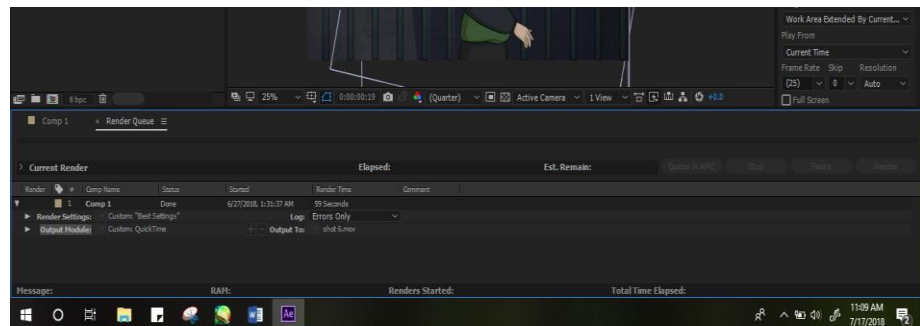 Work Area Extended By Current...
Play From
Current Time
Frame Rate Skip Resolution
(25) 0 Auto
Full Screen
8 bpc
25% 0:00:00:19 (Quarter) Active Camera 1 View +0.0
Comp 1 × Render Queue
Current Render Elapsed: Est. Remain: Queue in AME Stop Pause Render
Render # Comp Name Status Started Render Time Comment
1 Comp 1 Done 6/27/2018, 1:31:37 AM 59 Seconds
Render Settings: Custom: "Best Settings" Log: Errors Only
Output Module: Custom: QuickTime + − Output To: shot 6.mov
Message: RAM: Renders Started: Total Time Elapsed:
W Ae 11:09 AM
7/17/2018 2